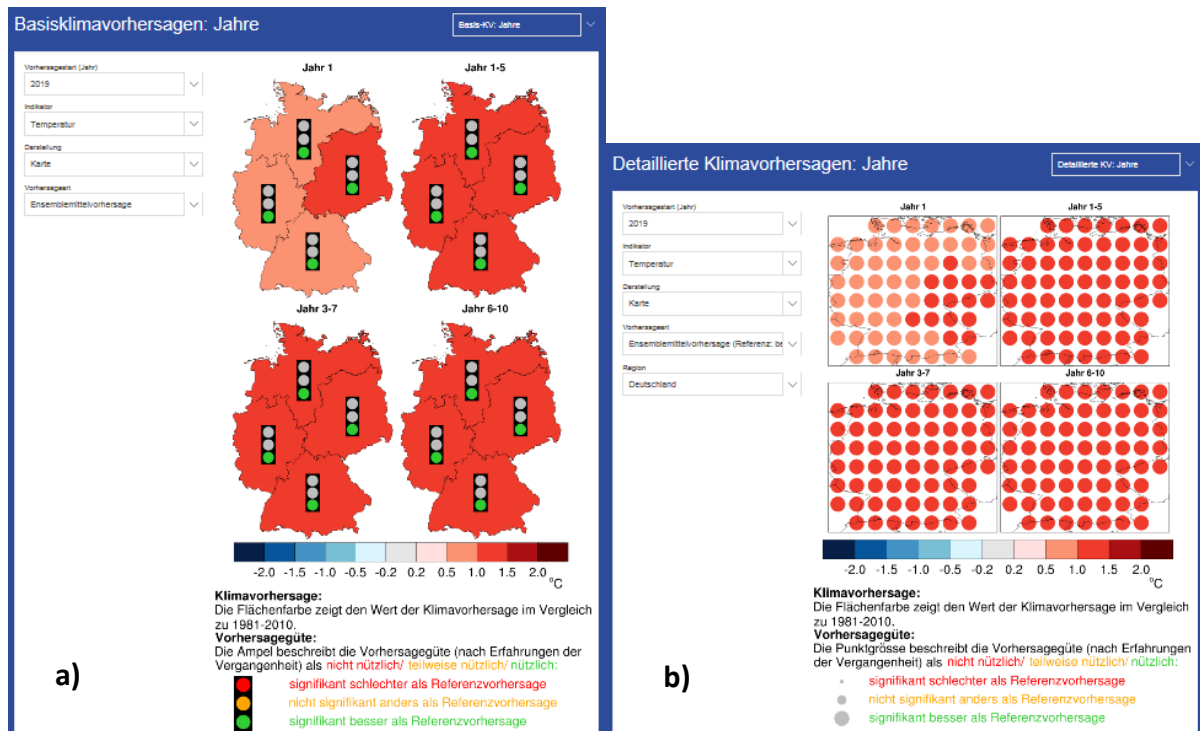 Basisklimavorhersagen: Jahre
Basis-KV: Jahre
Vorhersagestart (Jahr)
2019
Indikator
Temperatur
Darstellung
Karte
Vorhersageart
Ensemblemittelvorhersage
Jahr 1
Jahr 1-5
Jahr 3-7
Jahr 6-10
-2.0 -1.5 -1.0 -0.5 -0.2 0.2 0.5 1.0 1.5 2.0
°C
Klimavorhersage:
Die Flächenfarbe zeigt den Wert der Klimavorhersage im Vergleich
zu 1981-2010.
Vorhersagegüte:
Die Ampel beschreibt die Vorhersagegüte (nach Erfahrungen der
Vergangenheit) als nicht nützlich/ teilweise nützlich/ nützlich:
signifikant schlechter als Referenzvorhersage
nicht signifikant anders als Referenzvorhersage
signifikant besser als Referenzvorhersage
a)
Detaillierte Klimavorhersagen: Jahre
Detaillierte KV: Jahre
Vorhersagestart (Jahr)
2019
Indikator
Temperatur
Darstellung
Karte
Vorhersageart
Ensemblemittelvorhersage (Referenz: be
Region
Deutschland
Jahr 1
Jahr 1-5
Jahr 3-7
Jahr 6-10
-2.0 -1.5 -1.0 -0.5 -0.2 0.2 0.5 1.0 1.5 2.0
°C
Klimavorhersage:
Die Flächenfarbe zeigt den Wert der Klimavorhersage im Vergleich
zu 1981-2010.
Vorhersagegüte:
Die Punktgrösse beschreibt die Vorhersagegüte (nach Erfahrungen
der Vergangenheit) als nicht nützlich/ teilweise nützlich/ nützlich:
signifikant schlechter als Referenzvorhersage
nicht signifikant anders als Referenzvorhersage
signifikant besser als Referenzvorhersage
b)